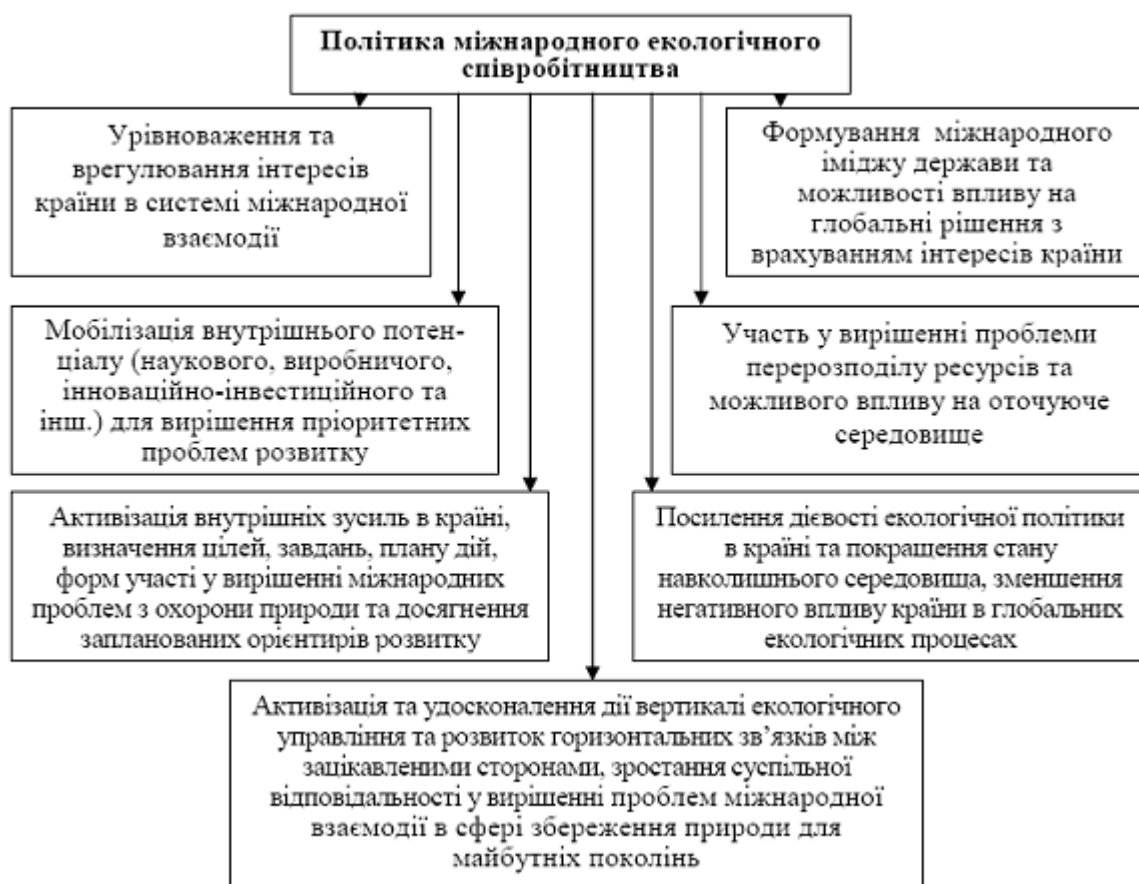 Політика міжнародного екологічного
співробітництва
Урівноваження та
врегулювання інтересів
країни в системі міжнародної
взаємодії
Формування міжнародного
іміджу держави та
можливості впливу на
глобальні рішення з
врахуванням інтересів країни
Мобілізація внутрішнього потен-
ціалу (наукового, виробничого,
інноваційно-інвестиційного та
інш.) для вирішення пріоритетних
проблем розвитку
Участь у вирішенні проблеми
перерозподілу ресурсів та
можливого впливу на оточуюче
середовище
Активізація внутрішніх зусиль в країні,
визначення цілей, завдань, плану дій,
форм участі у вирішенні міжнародних
проблем з охорони природи та досягнення
запланованих орієнтирів розвитку
Посилення дієвості екологічної політики
в країні та покращення стану
навколишнього середовища, зменшення
негативного впливу країни в глобальних
екологічних процесах
Активізація та удосконалення дії вертикалі екологічного
управління та розвиток горизонтальних зв’язків між
зацікавленими сторонами, зростання суспільної
відповідальності у вирішенні проблем міжнародної
взаємодії в сфері збереження природи для
майбутніх поколінь